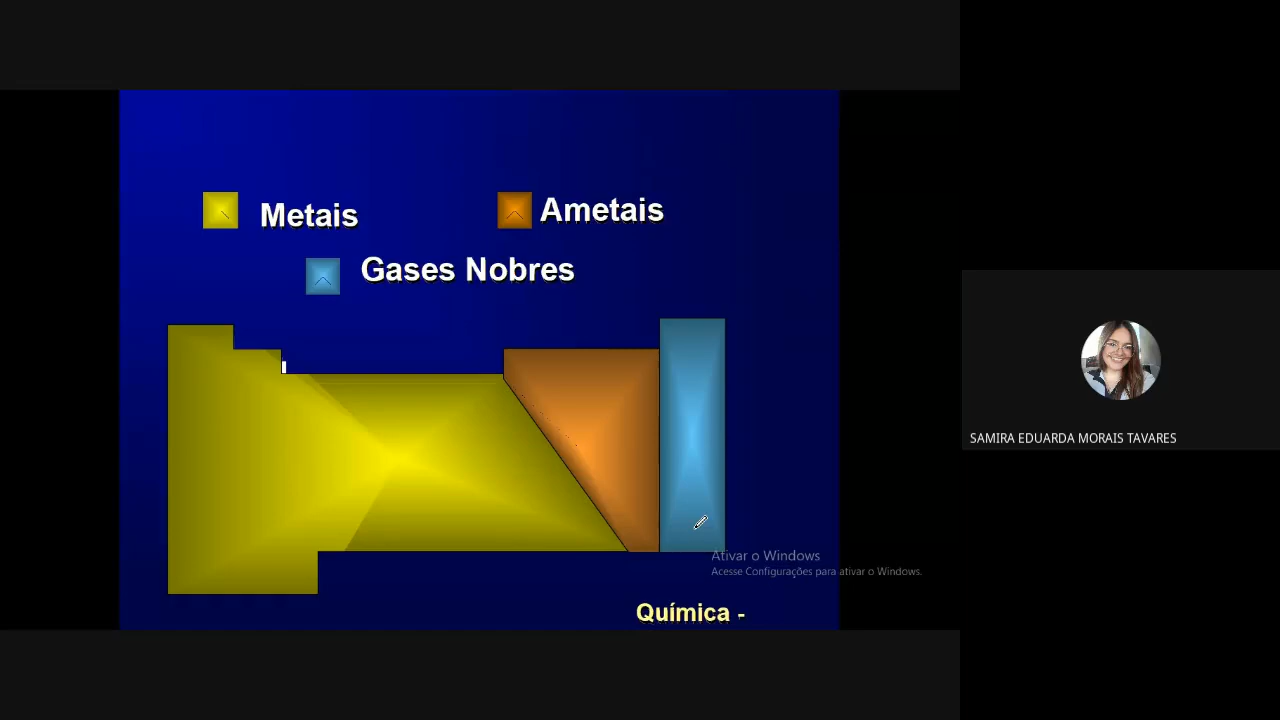 Metais
Ametais
Gases Nobres
Ativar o Windows
Acesse Configurações para ativar o Windows.
Química -
SAMIRA EDUARDA MORAIS TAVARES